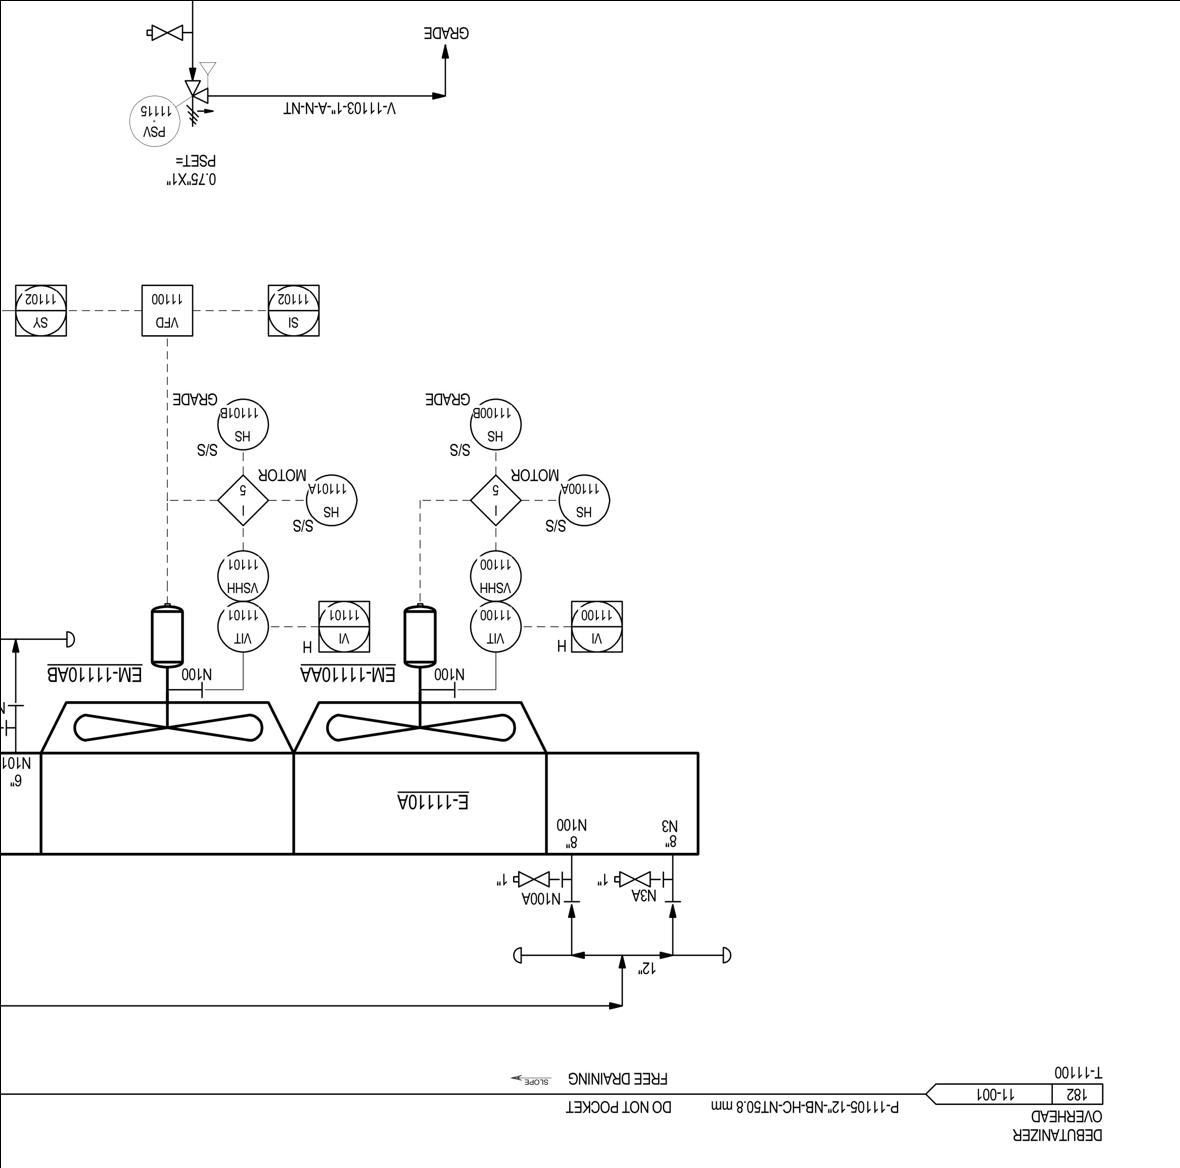 DEBUTANIZER
OVERHEAD
182 11-001
T-11100
P-11105-12"-NB-HC-NT50.8 mm
DO NOT POCKET
FREE DRAINING
SLOPE
12"
N3A
1"
N100A
1"
8"
N3
8"
N100
E-11110A
6"
N101
N100
EM-11110AA
N100
EM-11110AB
VI
11100
H
VIT
11100
VSHH
11100
HS
11100A
S/S
I
5
MOTOR
S/S
HS
11100B
GRADE
VI
11101
H
VIT
11101
VSHH
11101
HS
11101A
S/S
I
5
MOTOR
S/S
HS
11101B
GRADE
SI
11102
VFD
11100
SY
11102
0.75"X1"
PSET=
PSV
11115
V-11103-1"-A-N-NT
GRADE